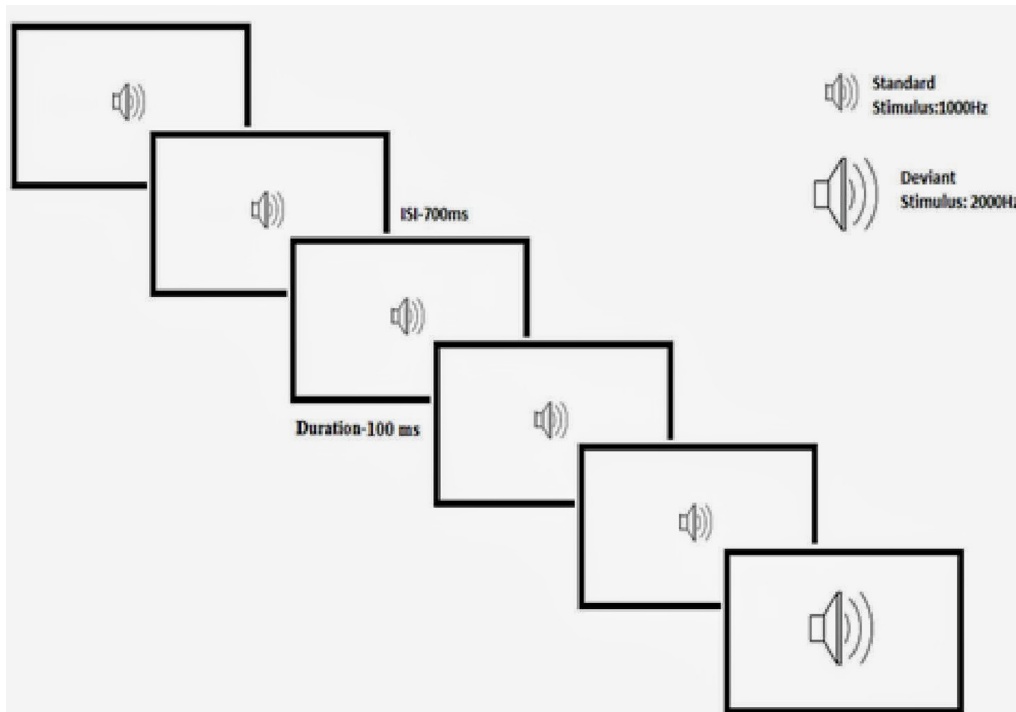 Standard
Stimulus:1000Hz
Deviant
Stimulus: 2000Hz
ISI-700ms
Duration-100 ms